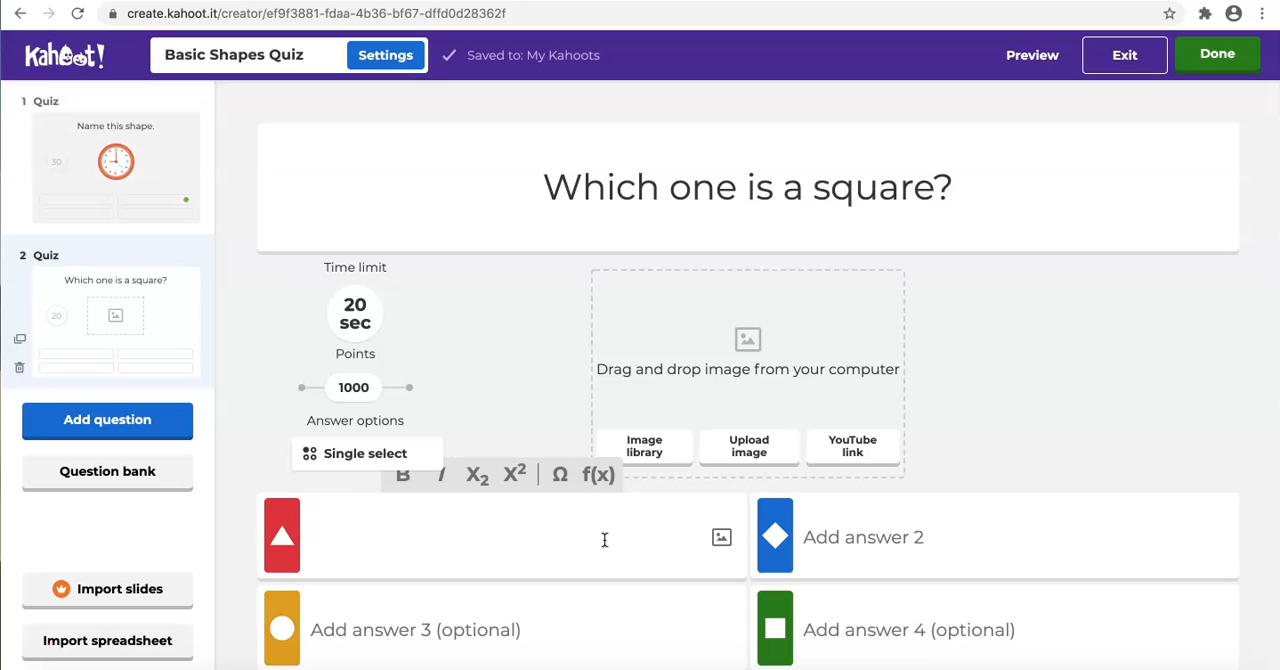 create.kahoot.it/creator/ef9f3881-fdaa-4b36-bf67-dffd0d28362f
Kahoot!
Basic Shapes Quiz
Settings
Saved to: My Kahoots
Preview
Exit
Done
1 Quiz
Name this shape.
30
2 Quiz
Which one is a square?
20
Add question
Question bank
Import slides
Import spreadsheet
Which one is a square?
Time limit
20
sec
Points
1000
Answer options
Single select
Drag and drop image from your computer
Image
library
Upload
image
YouTube
link
B I X₂ X² | Ω f(x)
Add answer 2
Add answer 3 (optional)
Add answer 4 (optional)